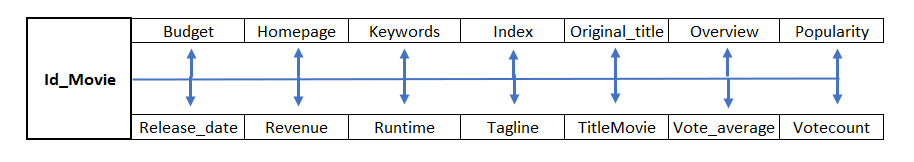 Budget Homepage Keywords Index Original_title Overview Popularity
Id_Movie
Release_date Revenue Runtime Tagline TitleMovie Vote_average Votecount